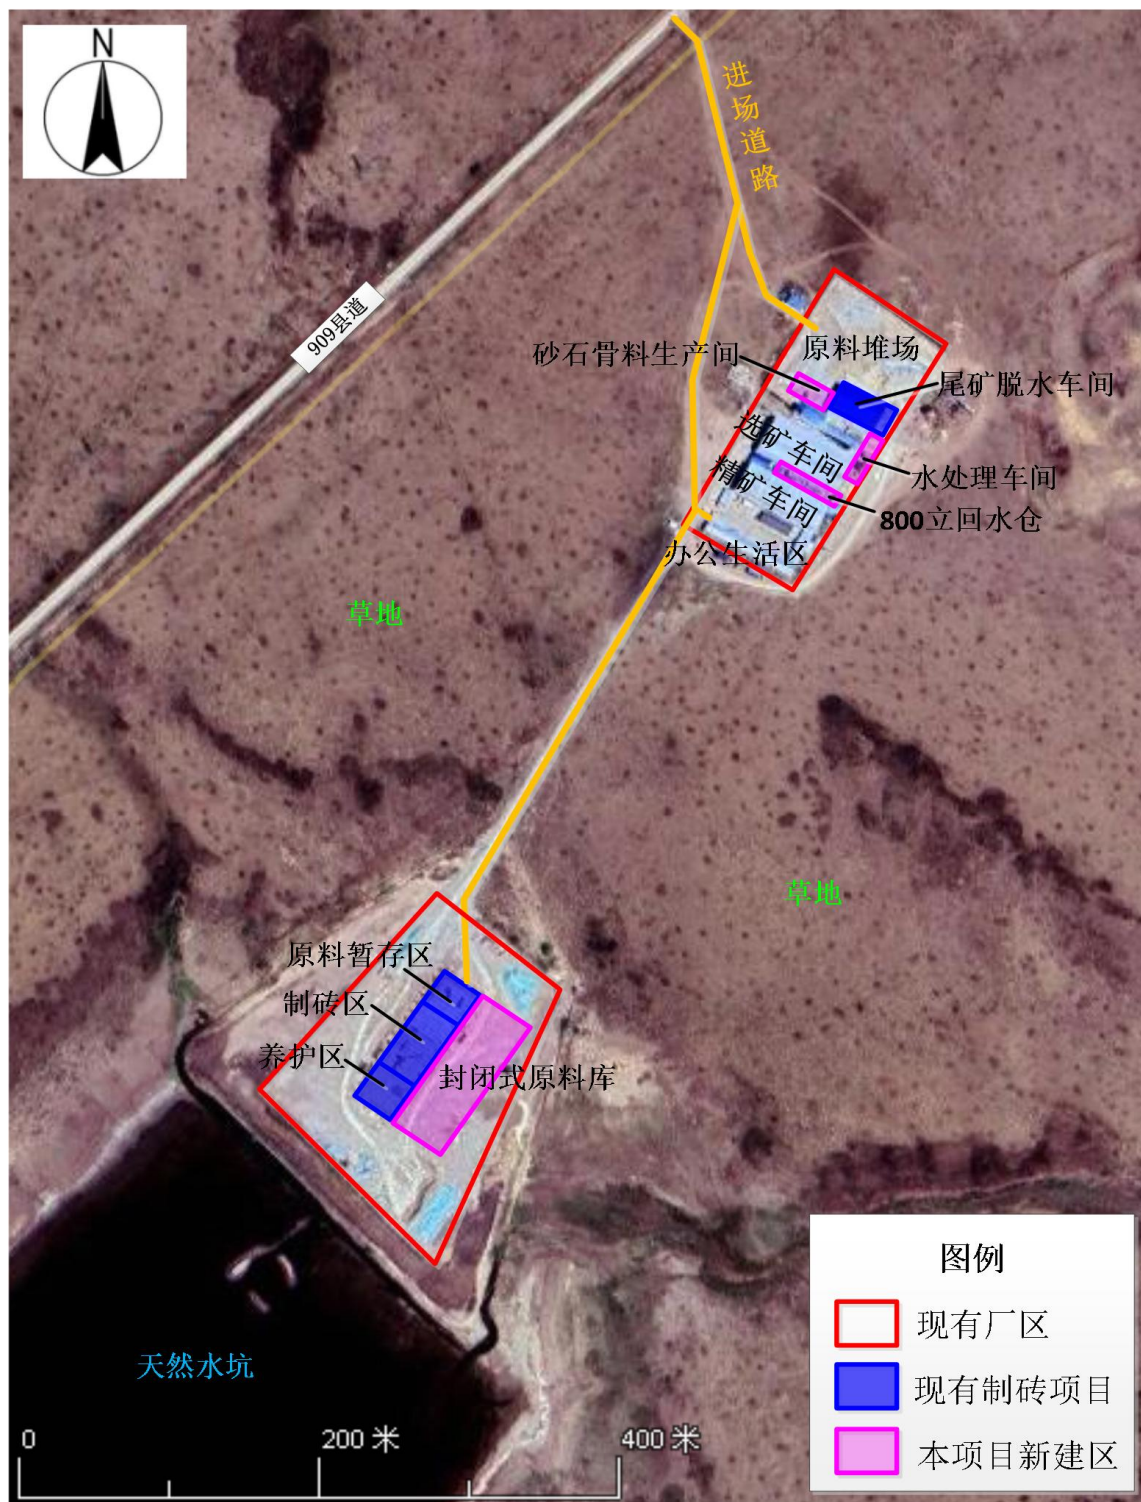 N
进场道路
909县道
原料堆场
砂石骨料生产间
尾矿脱水车间
选矿车间
水处理车间
精矿车间
800立回水仓
办公生活区
草地
草地
原料暂存区
制砖区
养护区
封闭式原料库
天然水坑
图例
现有厂区
现有制砖项目
本项目新建区
0
200 米
400 米